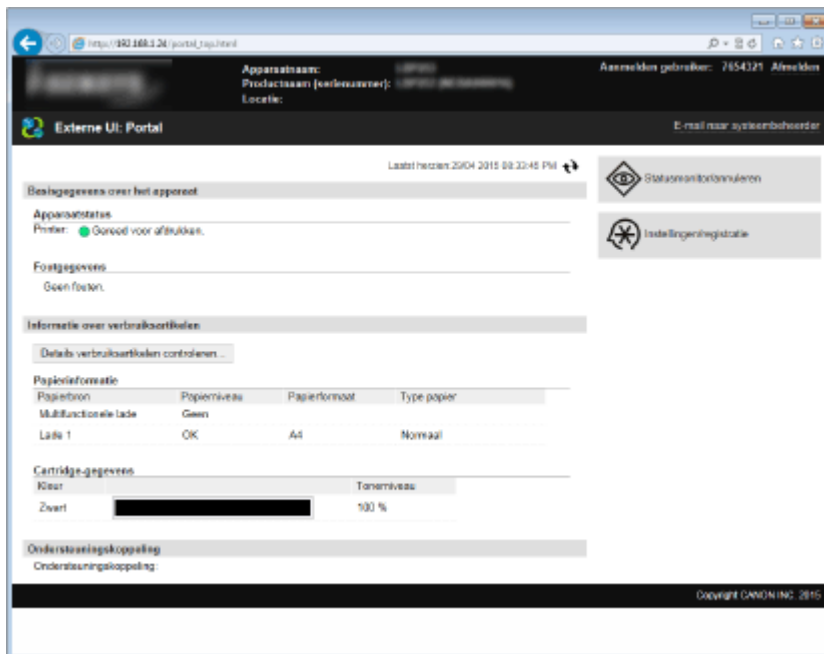 http://192.168.1.24/portal_top.html
Apparaatnaam:
Productnaam [serienummer]:
Locatie:
Aanmelden gebruiker: 7654321 Afmelden
Externe UI: Portal
E-mail naar systeembeheerder
Laatst herzien:29/04 2015 08:33:45 PM
Basisgegevens over het apparaat
Apparaatstatus
Printer: Gereed voor afdrukken.
Foutgegevens
Geen fouten.
Statusmonitor/annuleren
Instellingen/registratie
Informatie over verbruiksartikelen
Details verbruiksartikelen controleren...
Papierinformatie
Papierbron Papierniveau Papierformaat Type papier
Multifunctionele lade Geen
Lade 1 OK A4 Normaal
Cartridge-gegevens
Kleur Tonerniveau
Zwart 100 %
Ondersteuningskoppeling
Ondersteuningskoppeling:
Copyright CANON INC. 2015